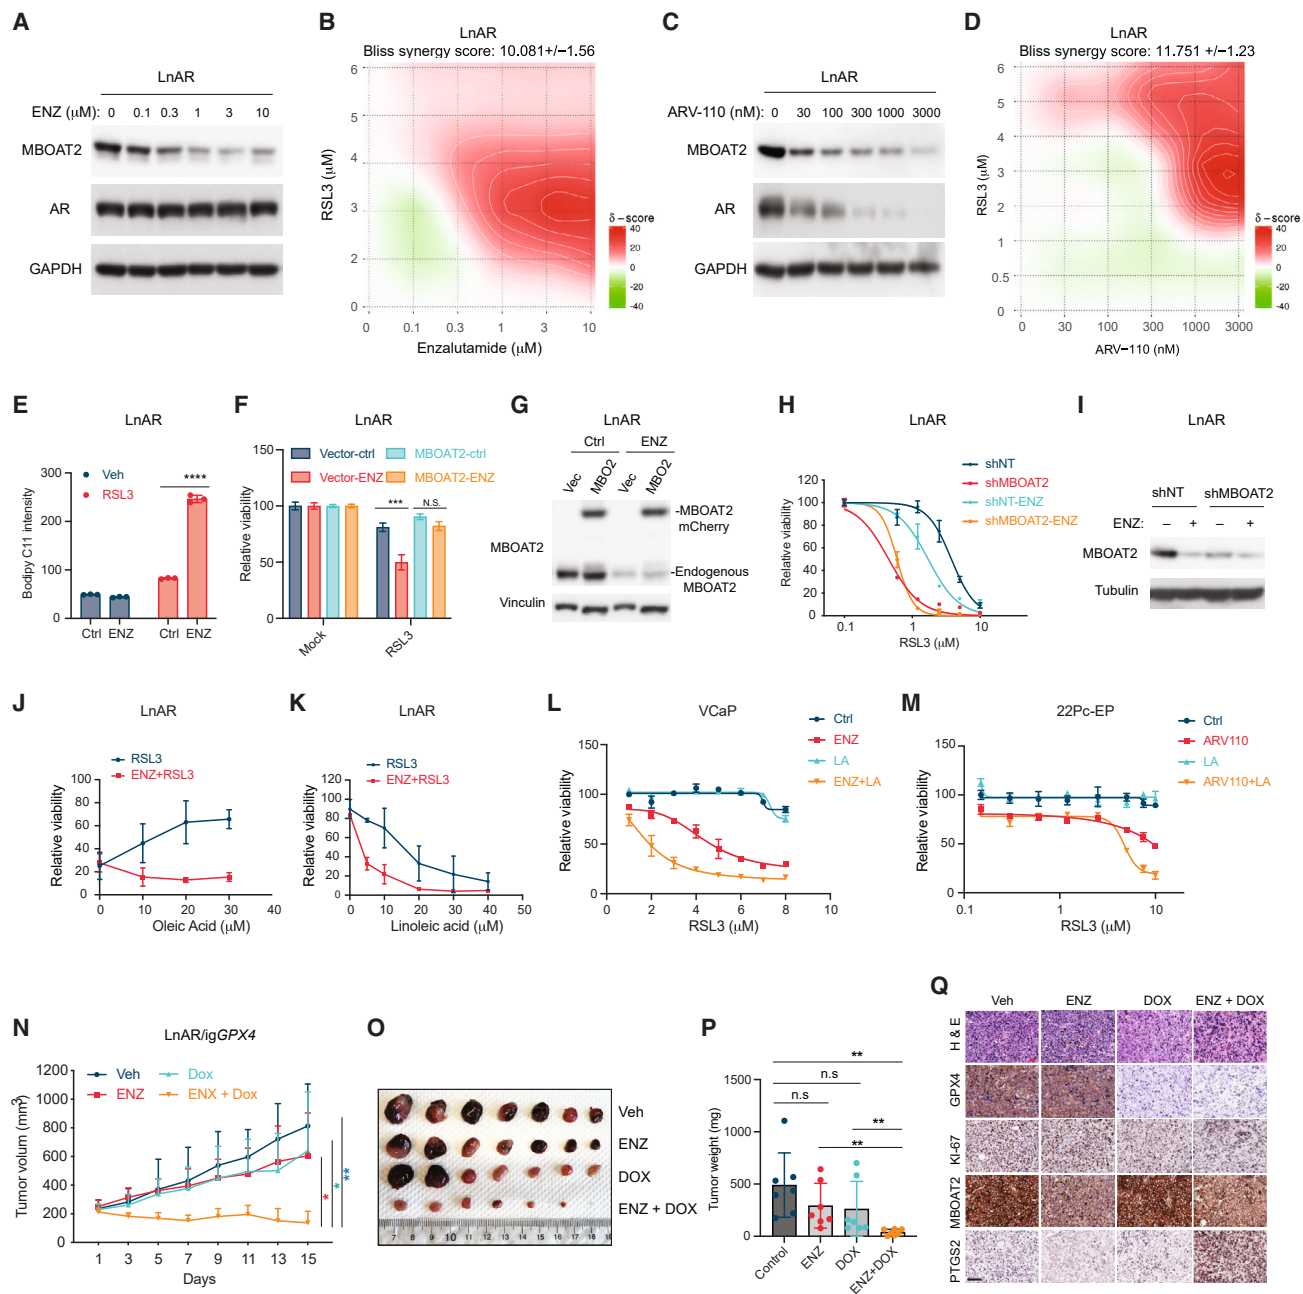 A
LnAR
ENZ (μM): 0 0.1 0.3 1 3 10
MBOAT2
AR
GAPDH
B
LnAR
Bliss synergy score: 10.081+/−1.56
6
5
4
3
2
0
RSL3 (μM)
0 0.1 0.3 1 3 10
Enzalutamide (μM)
δ−score
40
20
0
-20
-40
C
LnAR
ARV-110 (nM): 0 30 100 300 1000 3000
MBOAT2
AR
GAPDH
D
LnAR
Bliss synergy score: 11.751 +/−1.23
6
5
4
3
2
1
0.5
0
RSL3 (μM)
0 30 100 300 1000 3000
ARV−110 (nM)
δ−score
40
20
0
-20
-40
E
LnAR
Veh
RSL3
****
300
200
100
0
Bodipy C11 intensity
Ctrl ENZ Ctrl ENZ
F
LnAR
Vector-ctrl MBOAT2-ctrl
Vector-ENZ MBOAT2-ENZ
*** N.S.
150
100
50
0
Relative viability
Mock RSL3
G
LnAR
Ctrl ENZ
Vec MBO2 Vec MBO2
-MBOAT2
mCherry
MBOAT2
-Endogenous
MBOAT2
Vinculin
H
LnAR
shNT
shMBOAT2
shNT-ENZ
shMBOAT2-ENZ
120
100
80
60
40
20
0
Relative viability
0.1 1 10
RSL3 (μM)
I
LnAR
shNT shMBOAT2
ENZ: – + – +
MBOAT2
Tubulin
J
LnAR
RSL3
ENZ+RSL3
100
80
60
40
20
0
Relative viability
0 10 20 30 40
Oleic Acid (μM)
K
LnAR
RSL3
ENZ+RSL3
120
100
80
60
40
20
0
Relative viability
0 10 20 30 40 50
Linoleic acid (μM)
L
VCaP
Ctrl
ENZ
LA
ENZ+LA
150
100
50
0
Relative viability
0 2 4 6 8 10
RSL3 (μM)
M
22Pc-EP
Ctrl
ARV110
LA
ARV110+LA
150
100
50
0
Relative viability
0.1 1 10
RSL3 (μM)
N
LnAR/igGPX4
Veh Dox
ENZ ENX + Dox
1200
1000
800
600
400
200
0
Tumor volum (mm³)
1 3 5 7 9 11 13 15
Days
* * **
O
Veh
ENZ
DOX
ENZ + DOX
7 8 9 10 11 12 13 14 15 16 17 18 19
P
**
n.s
n.s
**
**
1500
1000
500
0
Tumor weight (mg)
Control ENZ DOX ENZ+DOX
Q
Veh ENZ DOX ENZ + DOX
H & E
GPX4
KI-67
MBOAT2
PTGS2